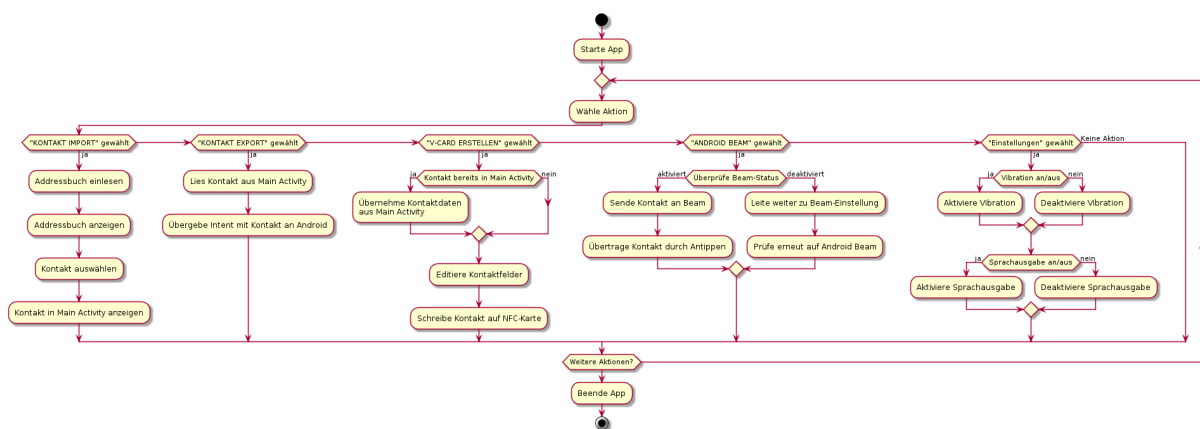 Starte App
Wähle Aktion
"KONTAKT IMPORT" gewählt
ja
Addressbuch einlesen
Addressbuch anzeigen
Kontakt auswählen
Kontakt in Main Activity anzeigen
"KONTAKT EXPORT" gewählt
ja
Lies Kontakt aus Main Activity
Übergebe Intent mit Kontakt an Android
"V-CARD ERSTELLEN" gewählt
ja
ja
Kontakt bereits in Main Activity
nein
Übernehme Kontaktdaten
aus Main Activity
Editiere Kontaktfelder
Schreibe Kontakt auf NFC-Karte
"ANDROID BEAM" gewählt
ja
aktiviert
Überprüfe Beam-Status
deaktiviert
Sende Kontakt an Beam
Übertrage Kontakt durch Antippen
Leite weiter zu Beam-Einstellung
Prüfe erneut auf Android Beam
"Einstellungen" gewählt
Keine Aktion
ja
ja
Vibration an/aus
nein
Aktiviere Vibration
Deaktiviere Vibration
ja
Sprachausgabe an/aus
nein
Aktiviere Sprachausgabe
Deaktiviere Sprachausgabe
Weitere Aktionen?
Beende App